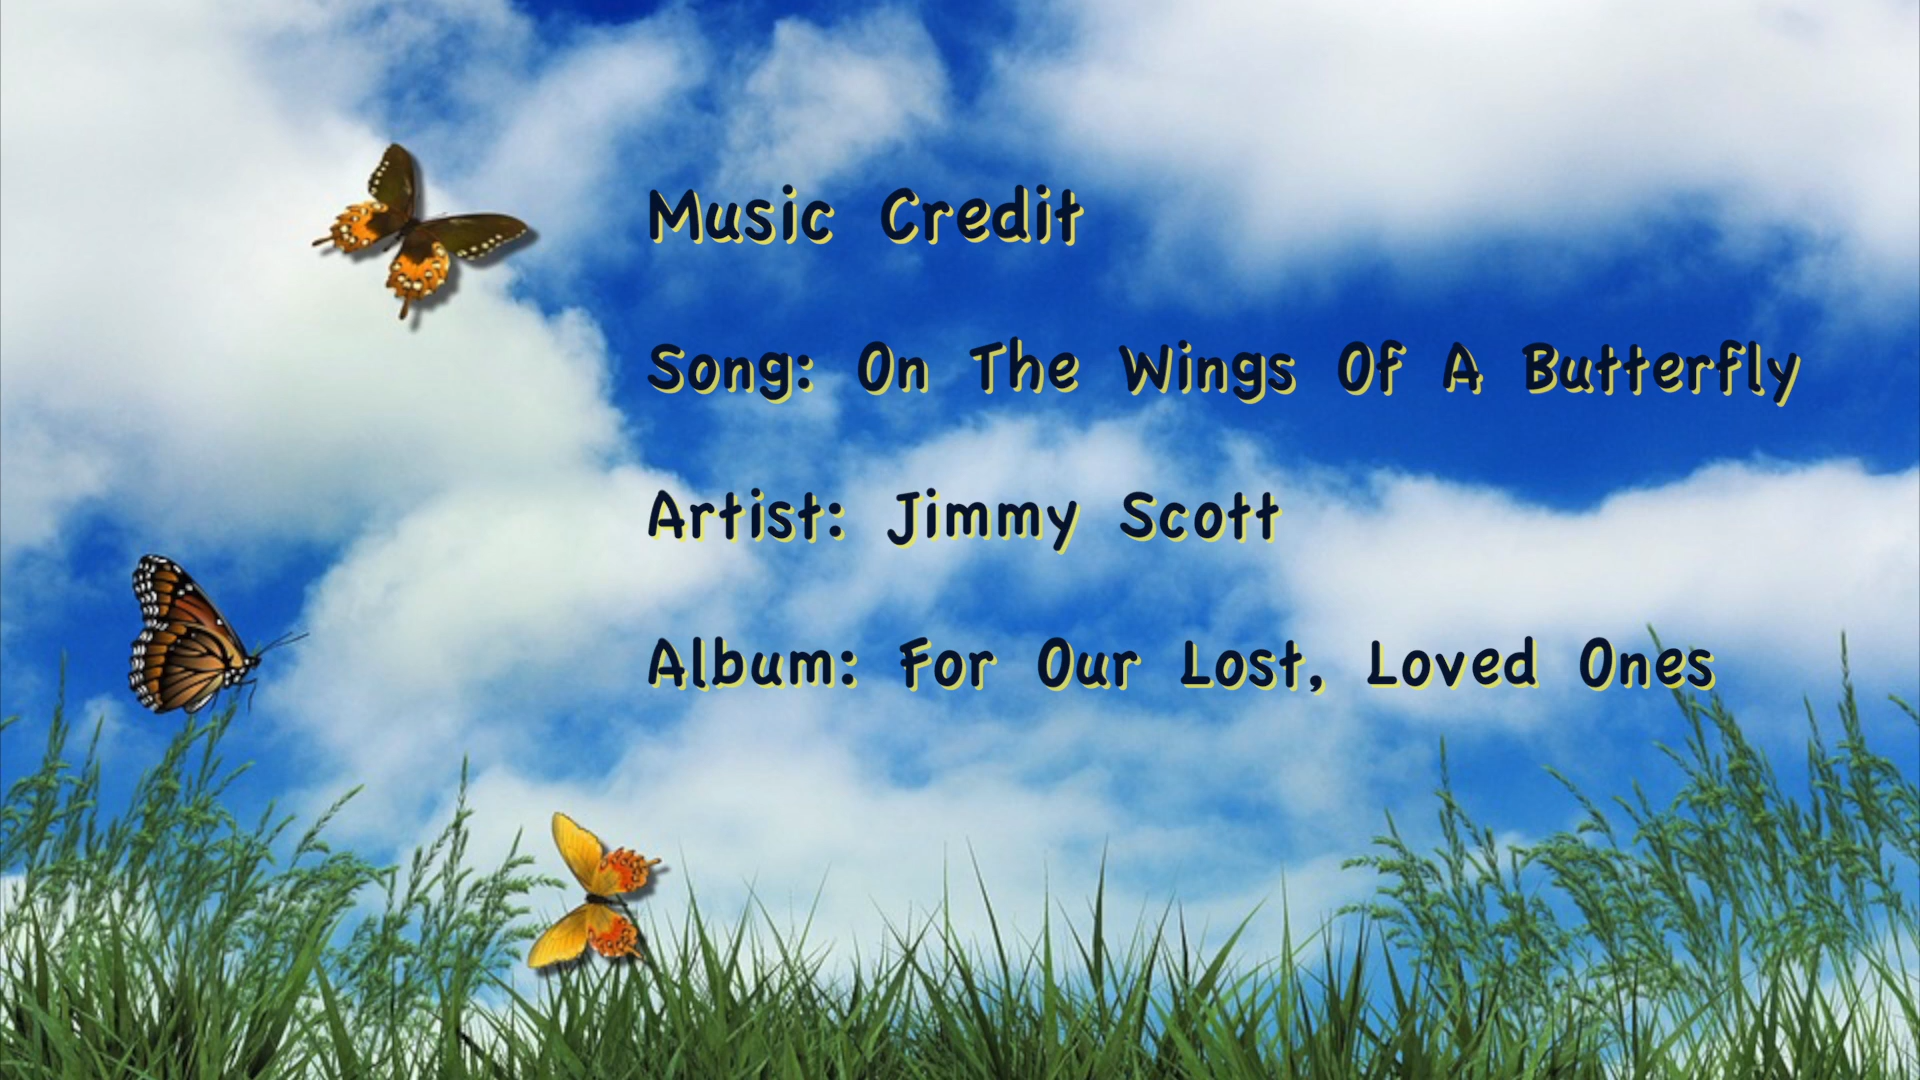 Music Credit
Song: On The Wings Of A Butterfly
Artist: Jimmy Scott
Album: For Our Lost, Loved Ones